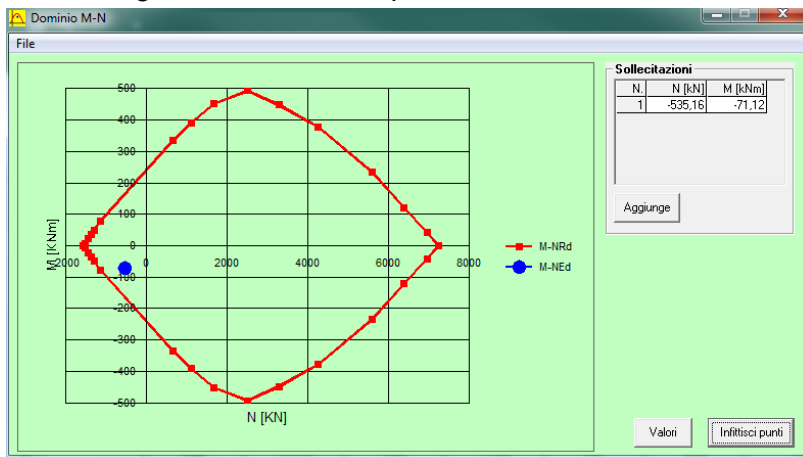 Dominio M-N
File
500
400
300
200
100
0
-100
-200
-300
-400
-500
-2000 0 2000 4000 6000 8000
M [KNm]
N [KN]
M-NRd
M-NEd
Sollecitazioni
N. N [kN] M [kNm]
1 -535,16 -71,12
Aggiunge
Valori
Infittisci punti